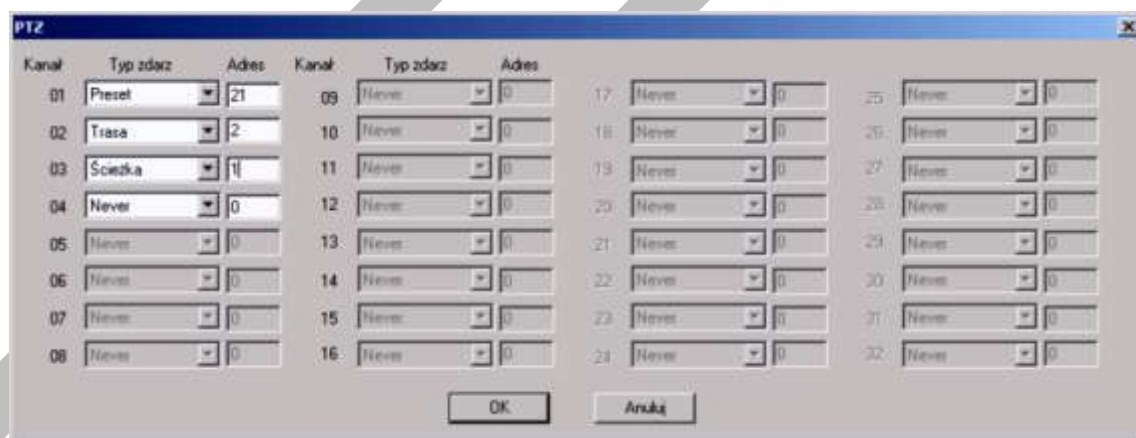 PTZ
Kanał Typ zdarz Adres Kanał Typ zdarz Adres
01 Preset 21 09 Never 0 17 Never 0 25 Never 0
02 Trasa 2 10 Never 0 18 Never 0 26 Never 0
03 Ścieżka 1 11 Never 0 19 Never 0 27 Never 0
04 Never 0 12 Never 0 20 Never 0 28 Never 0
05 Never 0 13 Never 0 21 Never 0 29 Never 0
06 Never 0 14 Never 0 22 Never 0 30 Never 0
07 Never 0 15 Never 0 23 Never 0 31 Never 0
08 Never 0 16 Never 0 24 Never 0 32 Never 0
OK Anuluj